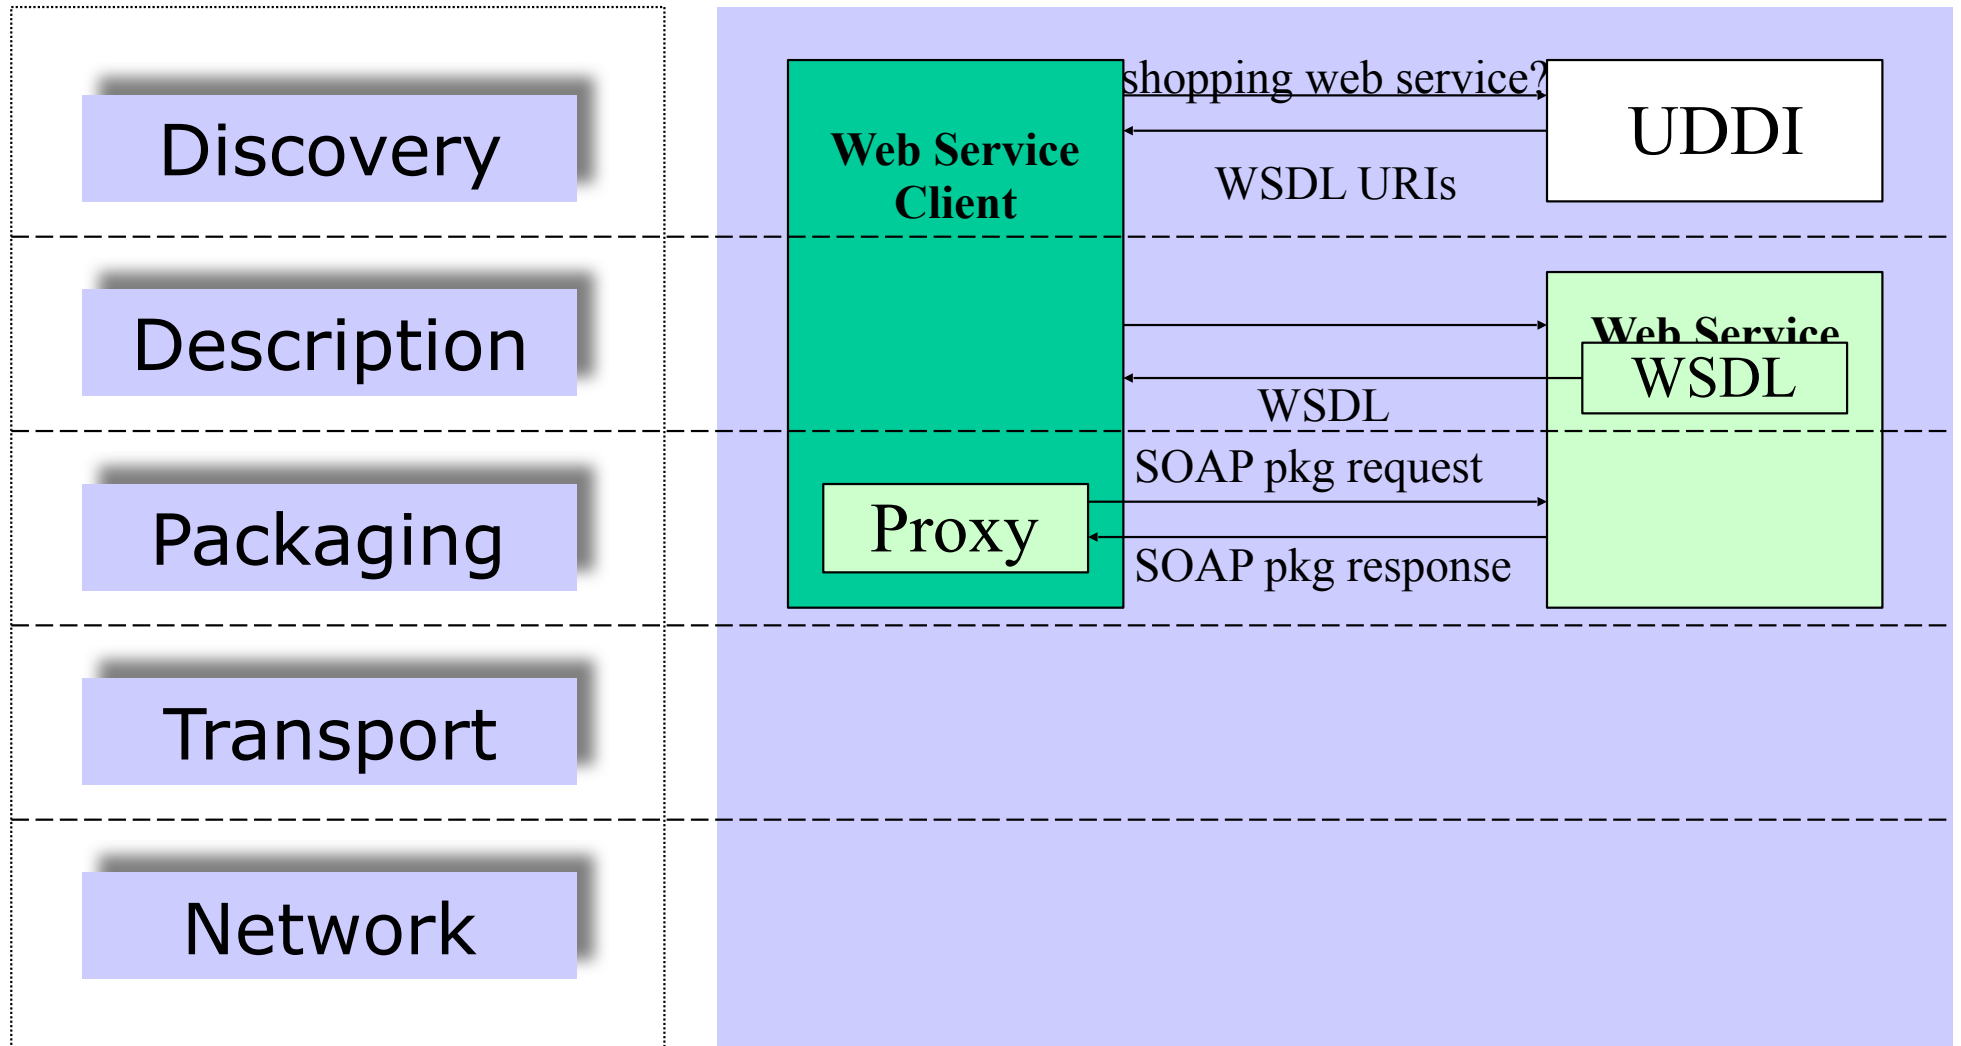 Discovery
Description
Packaging
Transport
Network
Web Service
Client
shopping web service?
WSDL URIs
UDDI
Web Service
WSDL
WSDL
SOAP pkg request
Proxy
SOAP pkg response